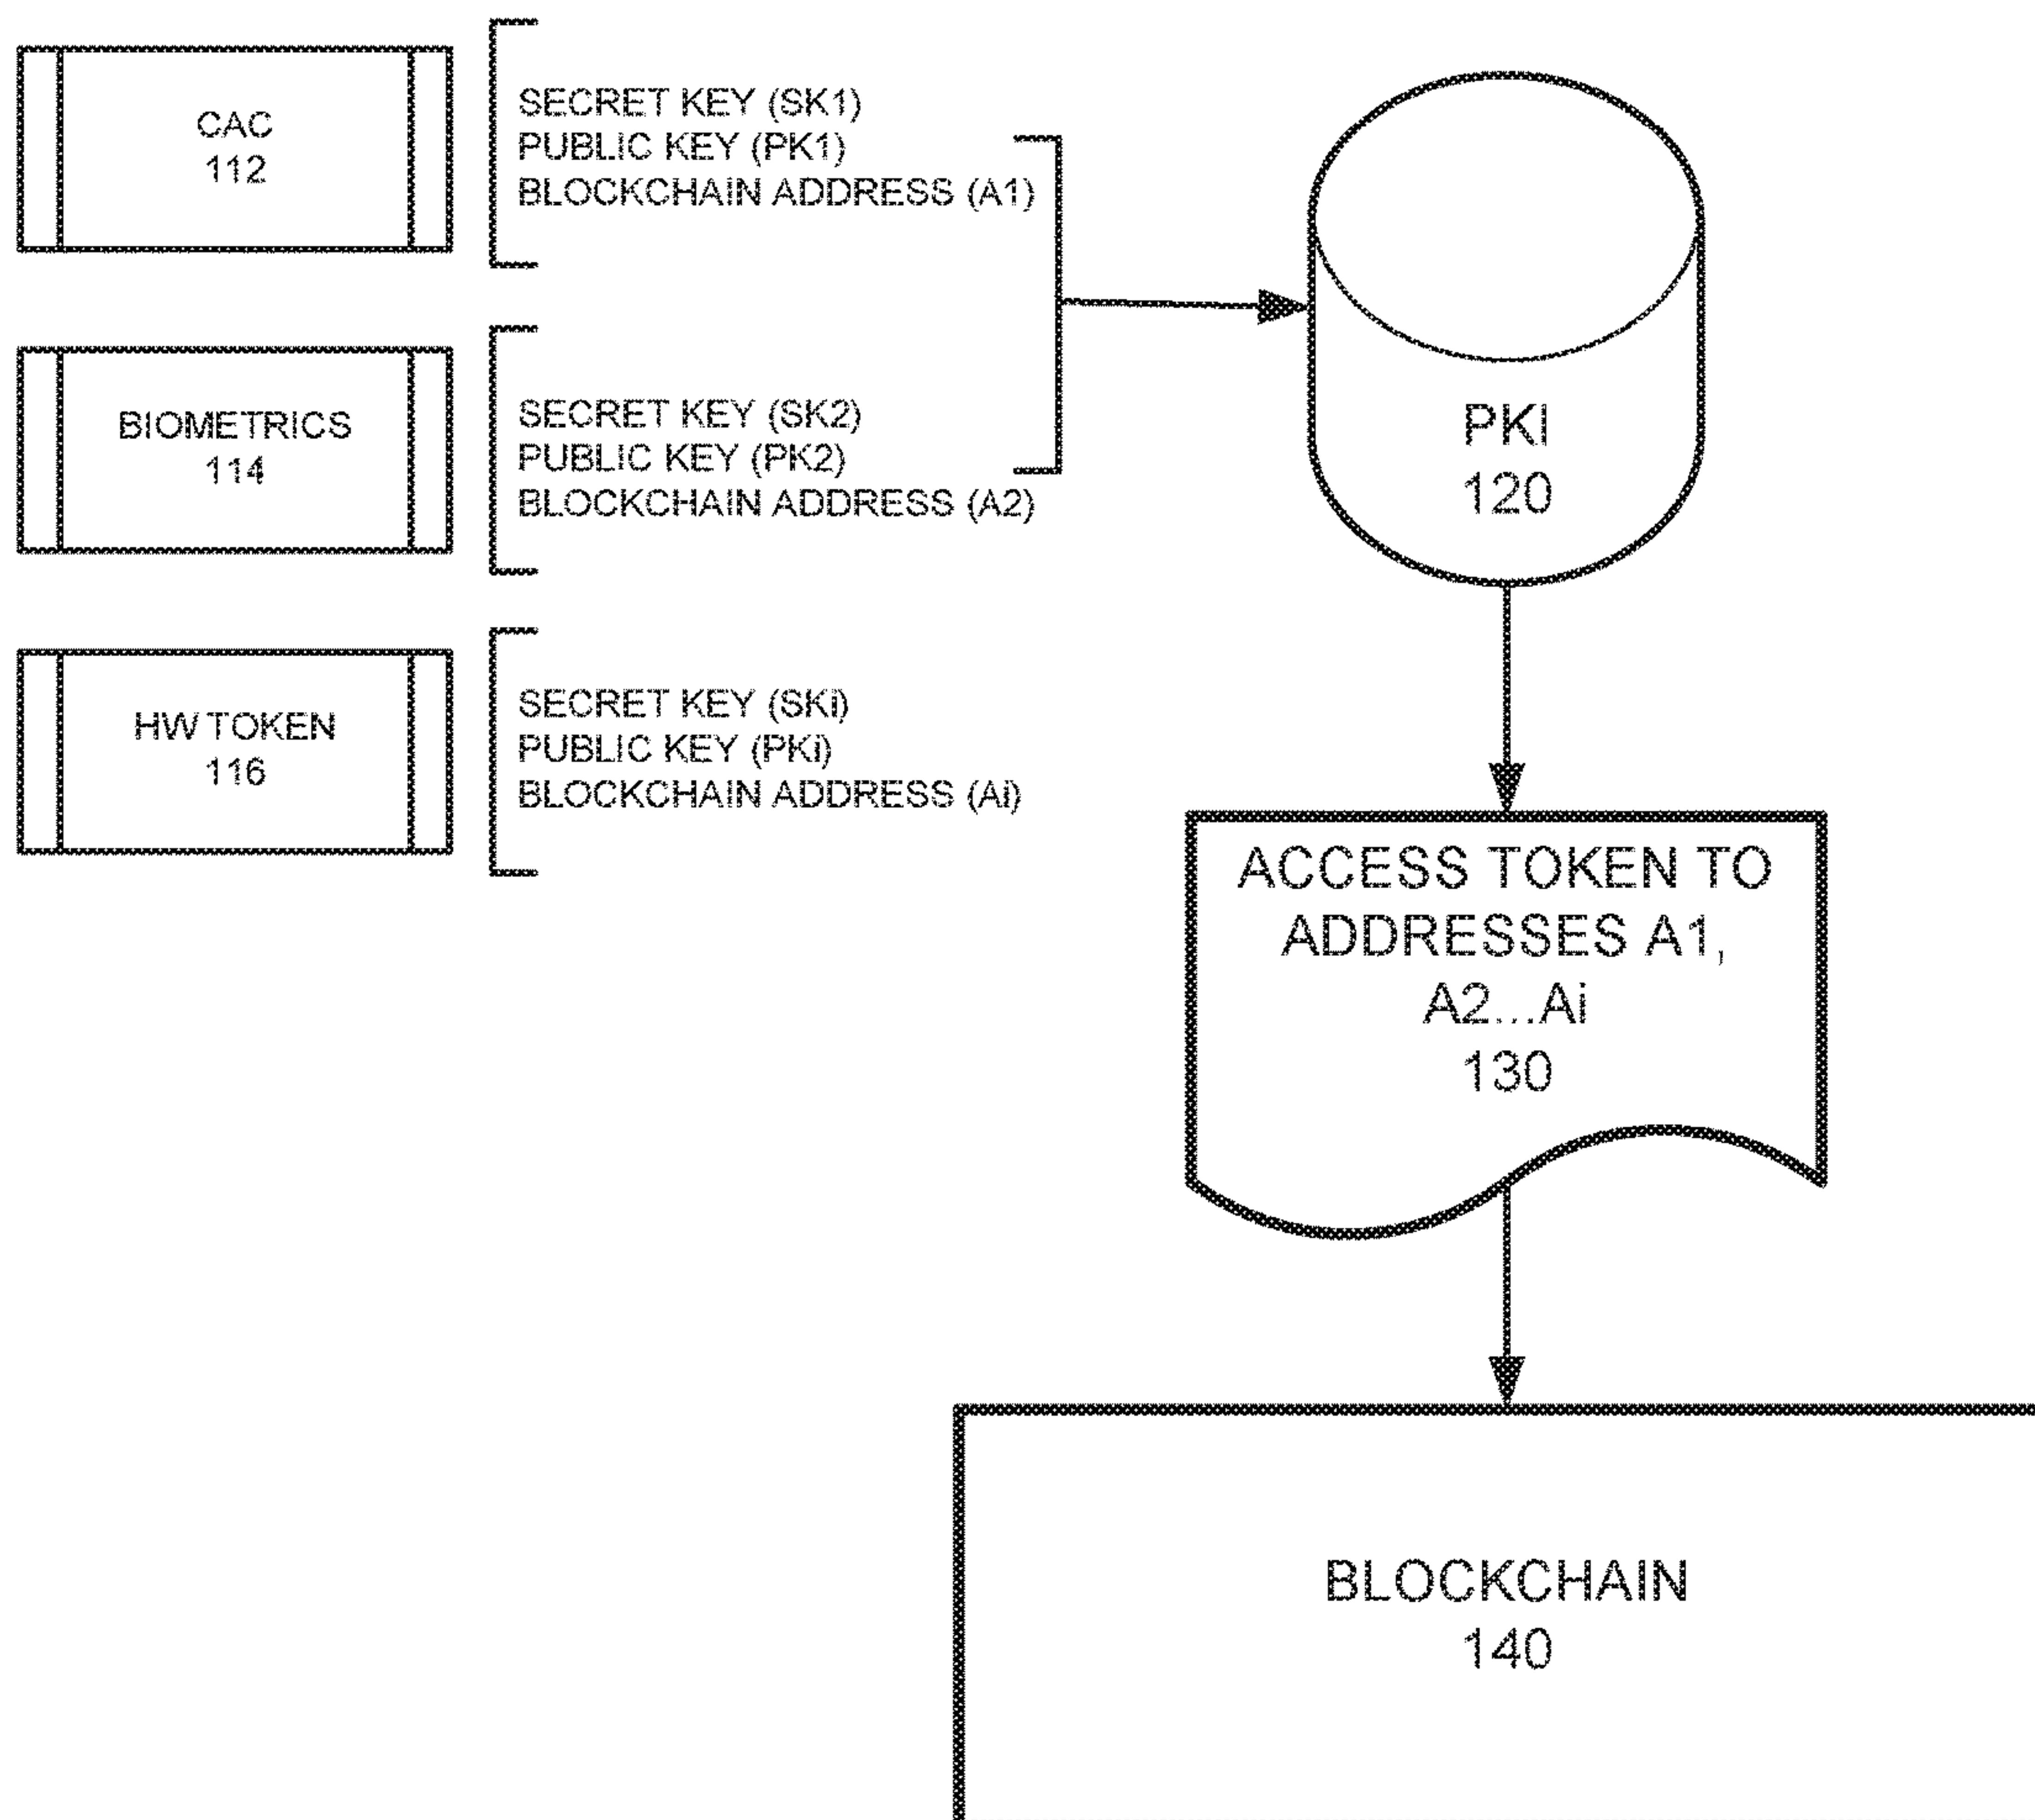 CAC
112
SECRET KEY (SK1)
PUBLIC KEY (PK1)
BLOCKCHAIN ADDRESS (A1)
BIOMETRICS
114
SECRET KEY (SK2)
PUBLIC KEY (PK2)
BLOCKCHAIN ADDRESS (A2)
HW TOKEN
116
SECRET KEY (SKi)
PUBLIC KEY (PKi)
BLOCKCHAIN ADDRESS (Ai)
PKI
120
ACCESS TOKEN TO
ADDRESSES A1,
A2...Ai
130
BLOCKCHAIN
140